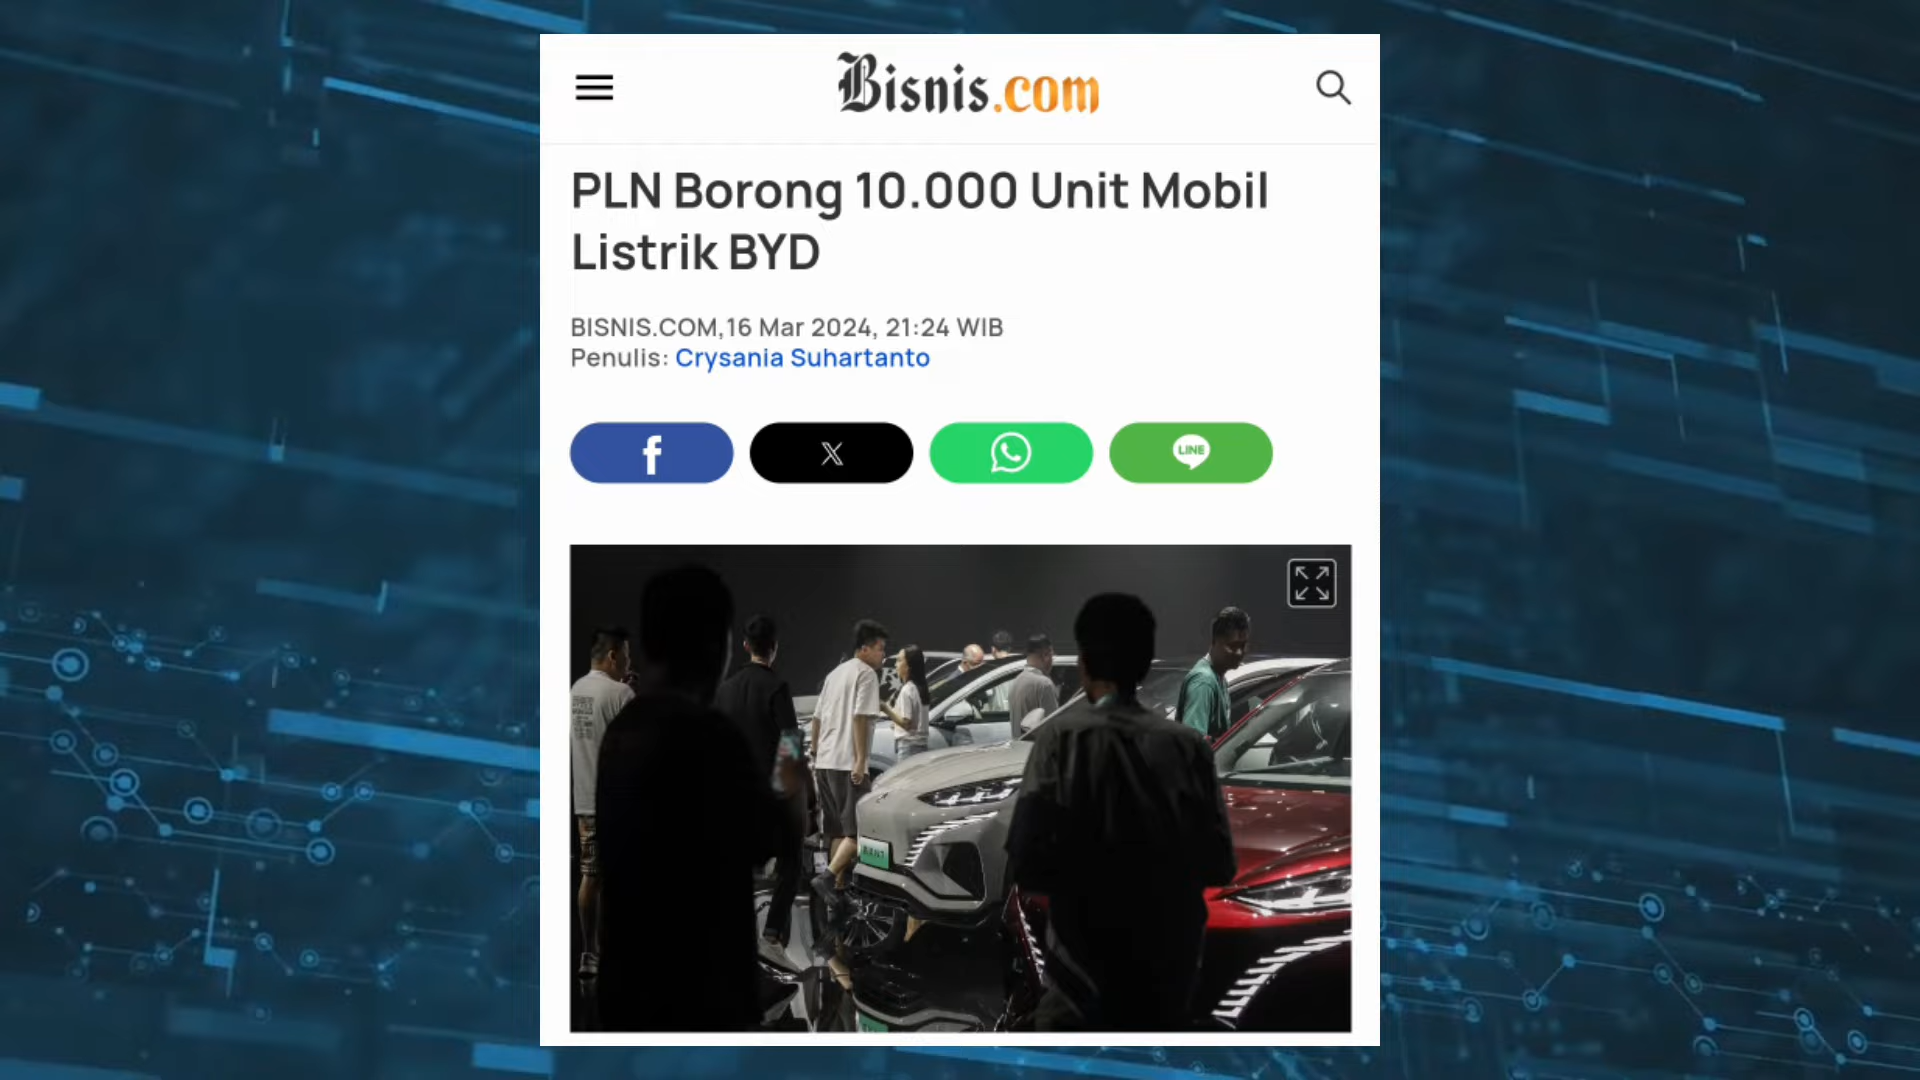 Bisnis.com
PLN Borong 10.000 Unit Mobil
Listrik BYD
BISNIS.COM,16 Mar 2024, 21:24 WIB
Penulis: Crysania Suhartanto
f
X
LINE